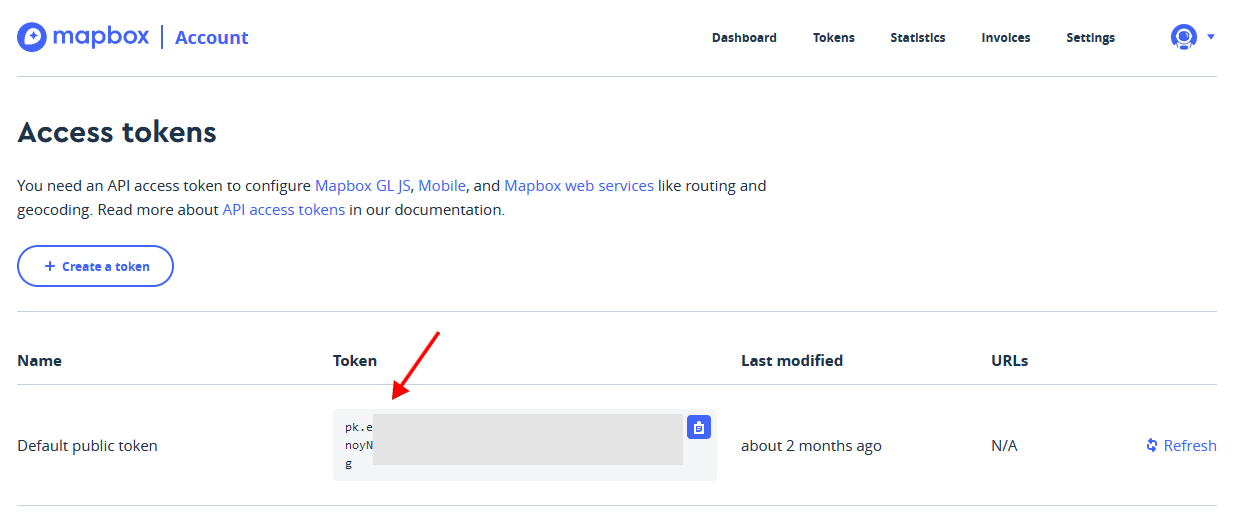 mapbox | Account
Dashboard Tokens Statistics Invoices Settings
Access tokens
You need an API access token to configure Mapbox GL JS, Mobile, and Mapbox web services like routing and
geocoding. Read more about API access tokens in our documentation.
+ Create a token
Name Token Last modified URLs
pk.e
Default public token noyN about 2 months ago N/A Refresh
g